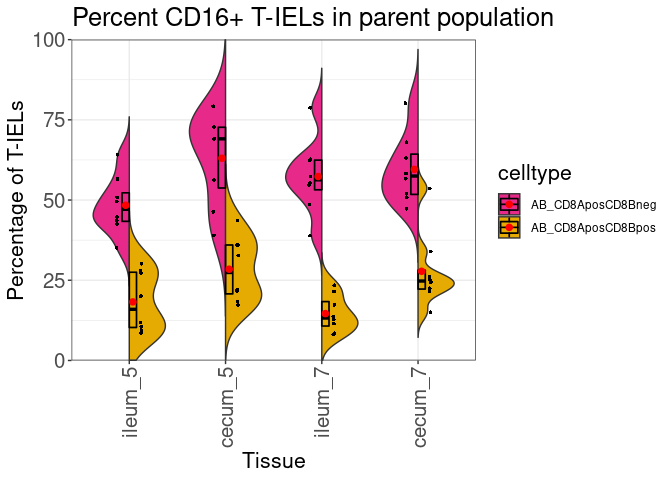 Percent CD16+ T-IELs in parent population
Percentage of T-IELs
100
75
50
25
0
ileum_5
cecum_5
ileum_7
cecum_7
Tissue
celltype
AB_CD8AposCD8Bneg
AB_CD8AposCD8Bpos